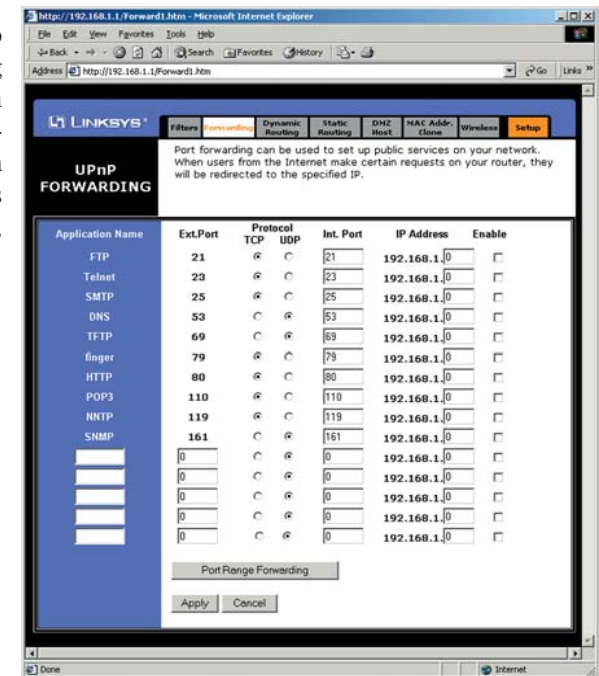 http://192.168.1.1/Forward1.htm - Microsoft Internet Explorer
File Edit View Favorites Tools Help
Back Search Favorites History
Address http://192.168.1.1/Forward1.htm Go Links »
LINKSYS® Filters Forwarding Dynamic Routing Static Routing DMZ Host MAC Addr. Clone Wireless Setup
UPnP FORWARDING
Port forwarding can be used to set up public services on your network.
When users from the Internet make certain requests on your router, they
will be redirected to the specified IP.
Application Name Ext.Port Protocol TCP UDP Int. Port IP Address Enable
FTP 21 21 192.168.1. 0
Telnet 23 23 192.168.1. 0
SMTP 25 25 192.168.1. 0
DNS 53 53 192.168.1. 0
TFTP 69 69 192.168.1. 0
finger 79 79 192.168.1. 0
HTTP 80 80 192.168.1. 0
POP3 110 110 192.168.1. 0
NNTP 119 119 192.168.1. 0
SNMP 161 161 192.168.1. 0
0 0 192.168.1. 0
0 0 192.168.1. 0
0 0 192.168.1. 0
0 0 192.168.1. 0
0 0 192.168.1. 0
Port Range Forwarding
Apply Cancel
Done Internet